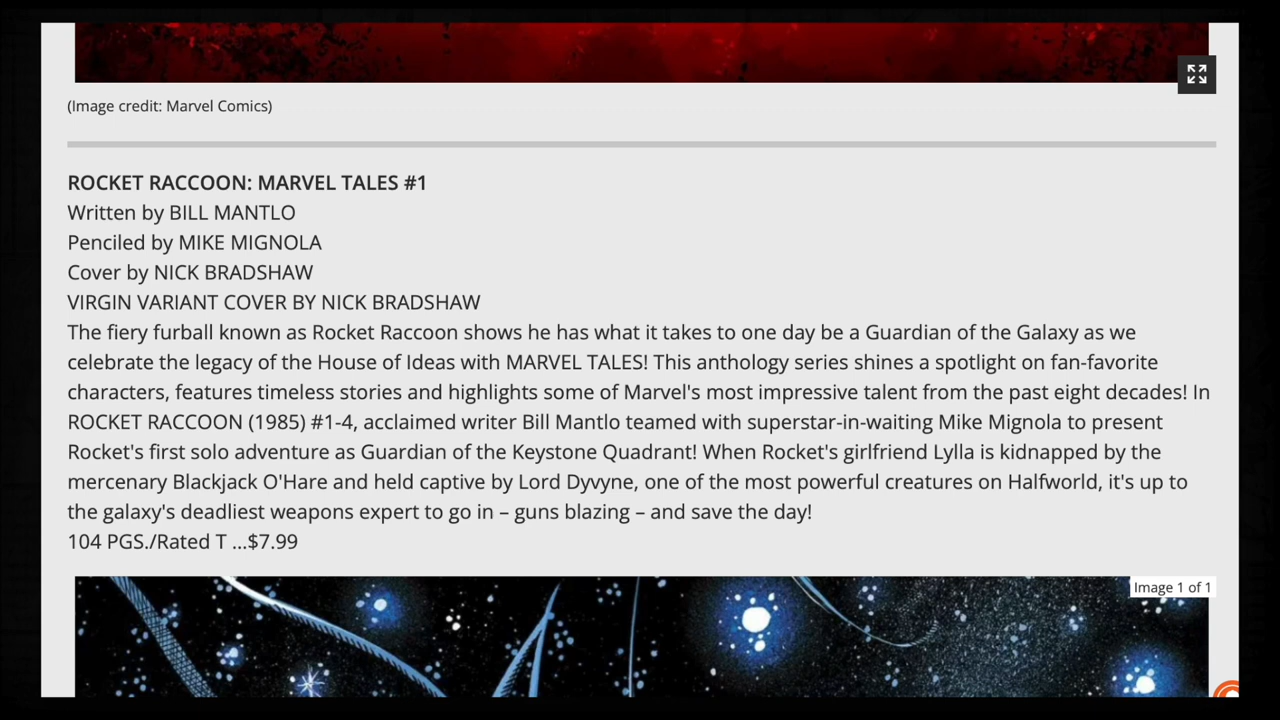 (Image credit: Marvel Comics)
ROCKET RACCOON: MARVEL TALES #1
Written by BILL MANTLO
Penciled by MIKE MIGNOLA
Cover by NICK BRADSHAW
VIRGIN VARIANT COVER BY NICK BRADSHAW
The fiery furball known as Rocket Raccoon shows he has what it takes to one day be a Guardian of the Galaxy as we
celebrate the legacy of the House of Ideas with MARVEL TALES! This anthology series shines a spotlight on fan-favorite
characters, features timeless stories and highlights some of Marvel's most impressive talent from the past eight decades! In
ROCKET RACCOON (1985) #1-4, acclaimed writer Bill Mantlo teamed with superstar-in-waiting Mike Mignola to present
Rocket's first solo adventure as Guardian of the Keystone Quadrant! When Rocket's girlfriend Lylla is kidnapped by the
mercenary Blackjack O'Hare and held captive by Lord Dyvyne, one of the most powerful creatures on Halfworld, it's up to
the galaxy's deadliest weapons expert to go in – guns blazing – and save the day!
104 PGS./Rated T …$7.99
Image 1 of 1